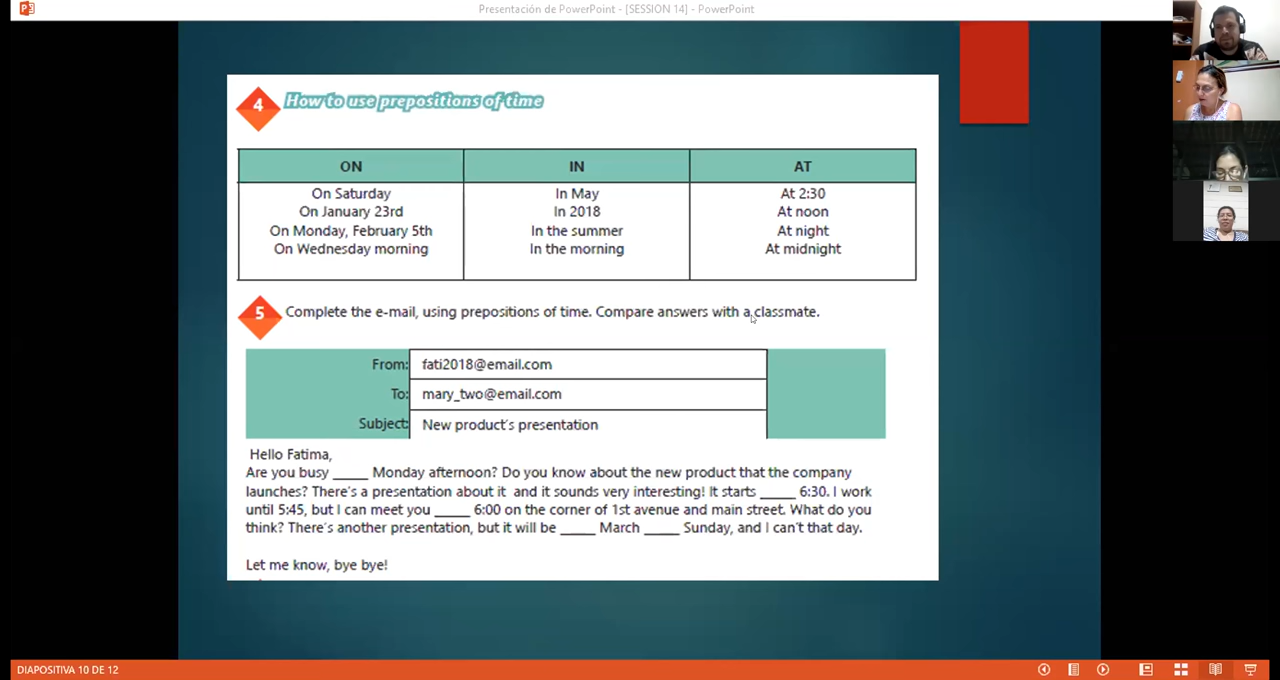 Presentación de PowerPoint - [SESSION 14] - PowerPoint
4 How to use prepositions of time
ON IN AT
On Saturday In May At 2:30
On January 23rd In 2018 At noon
On Monday, February 5th In the summer At night
On Wednesday morning In the morning At midnight
5 Complete the e-mail, using prepositions of time. Compare answers with a classmate.
From: fati2018@email.com
To: mary_two@email.com
Subject: New product's presentation
Hello Fatima,
Are you busy _____ Monday afternoon? Do you know about the new product that the company
launches? There's a presentation about it and it sounds very interesting! It starts _____ 6:30. I work
until 5:45, but I can meet you _____ 6:00 on the corner of 1st avenue and main street. What do you
think? There's another presentation, but it will be _____ March _____ Sunday, and I can't that day.
Let me know, bye bye!
DIAPOSITIVA 10 DE 12